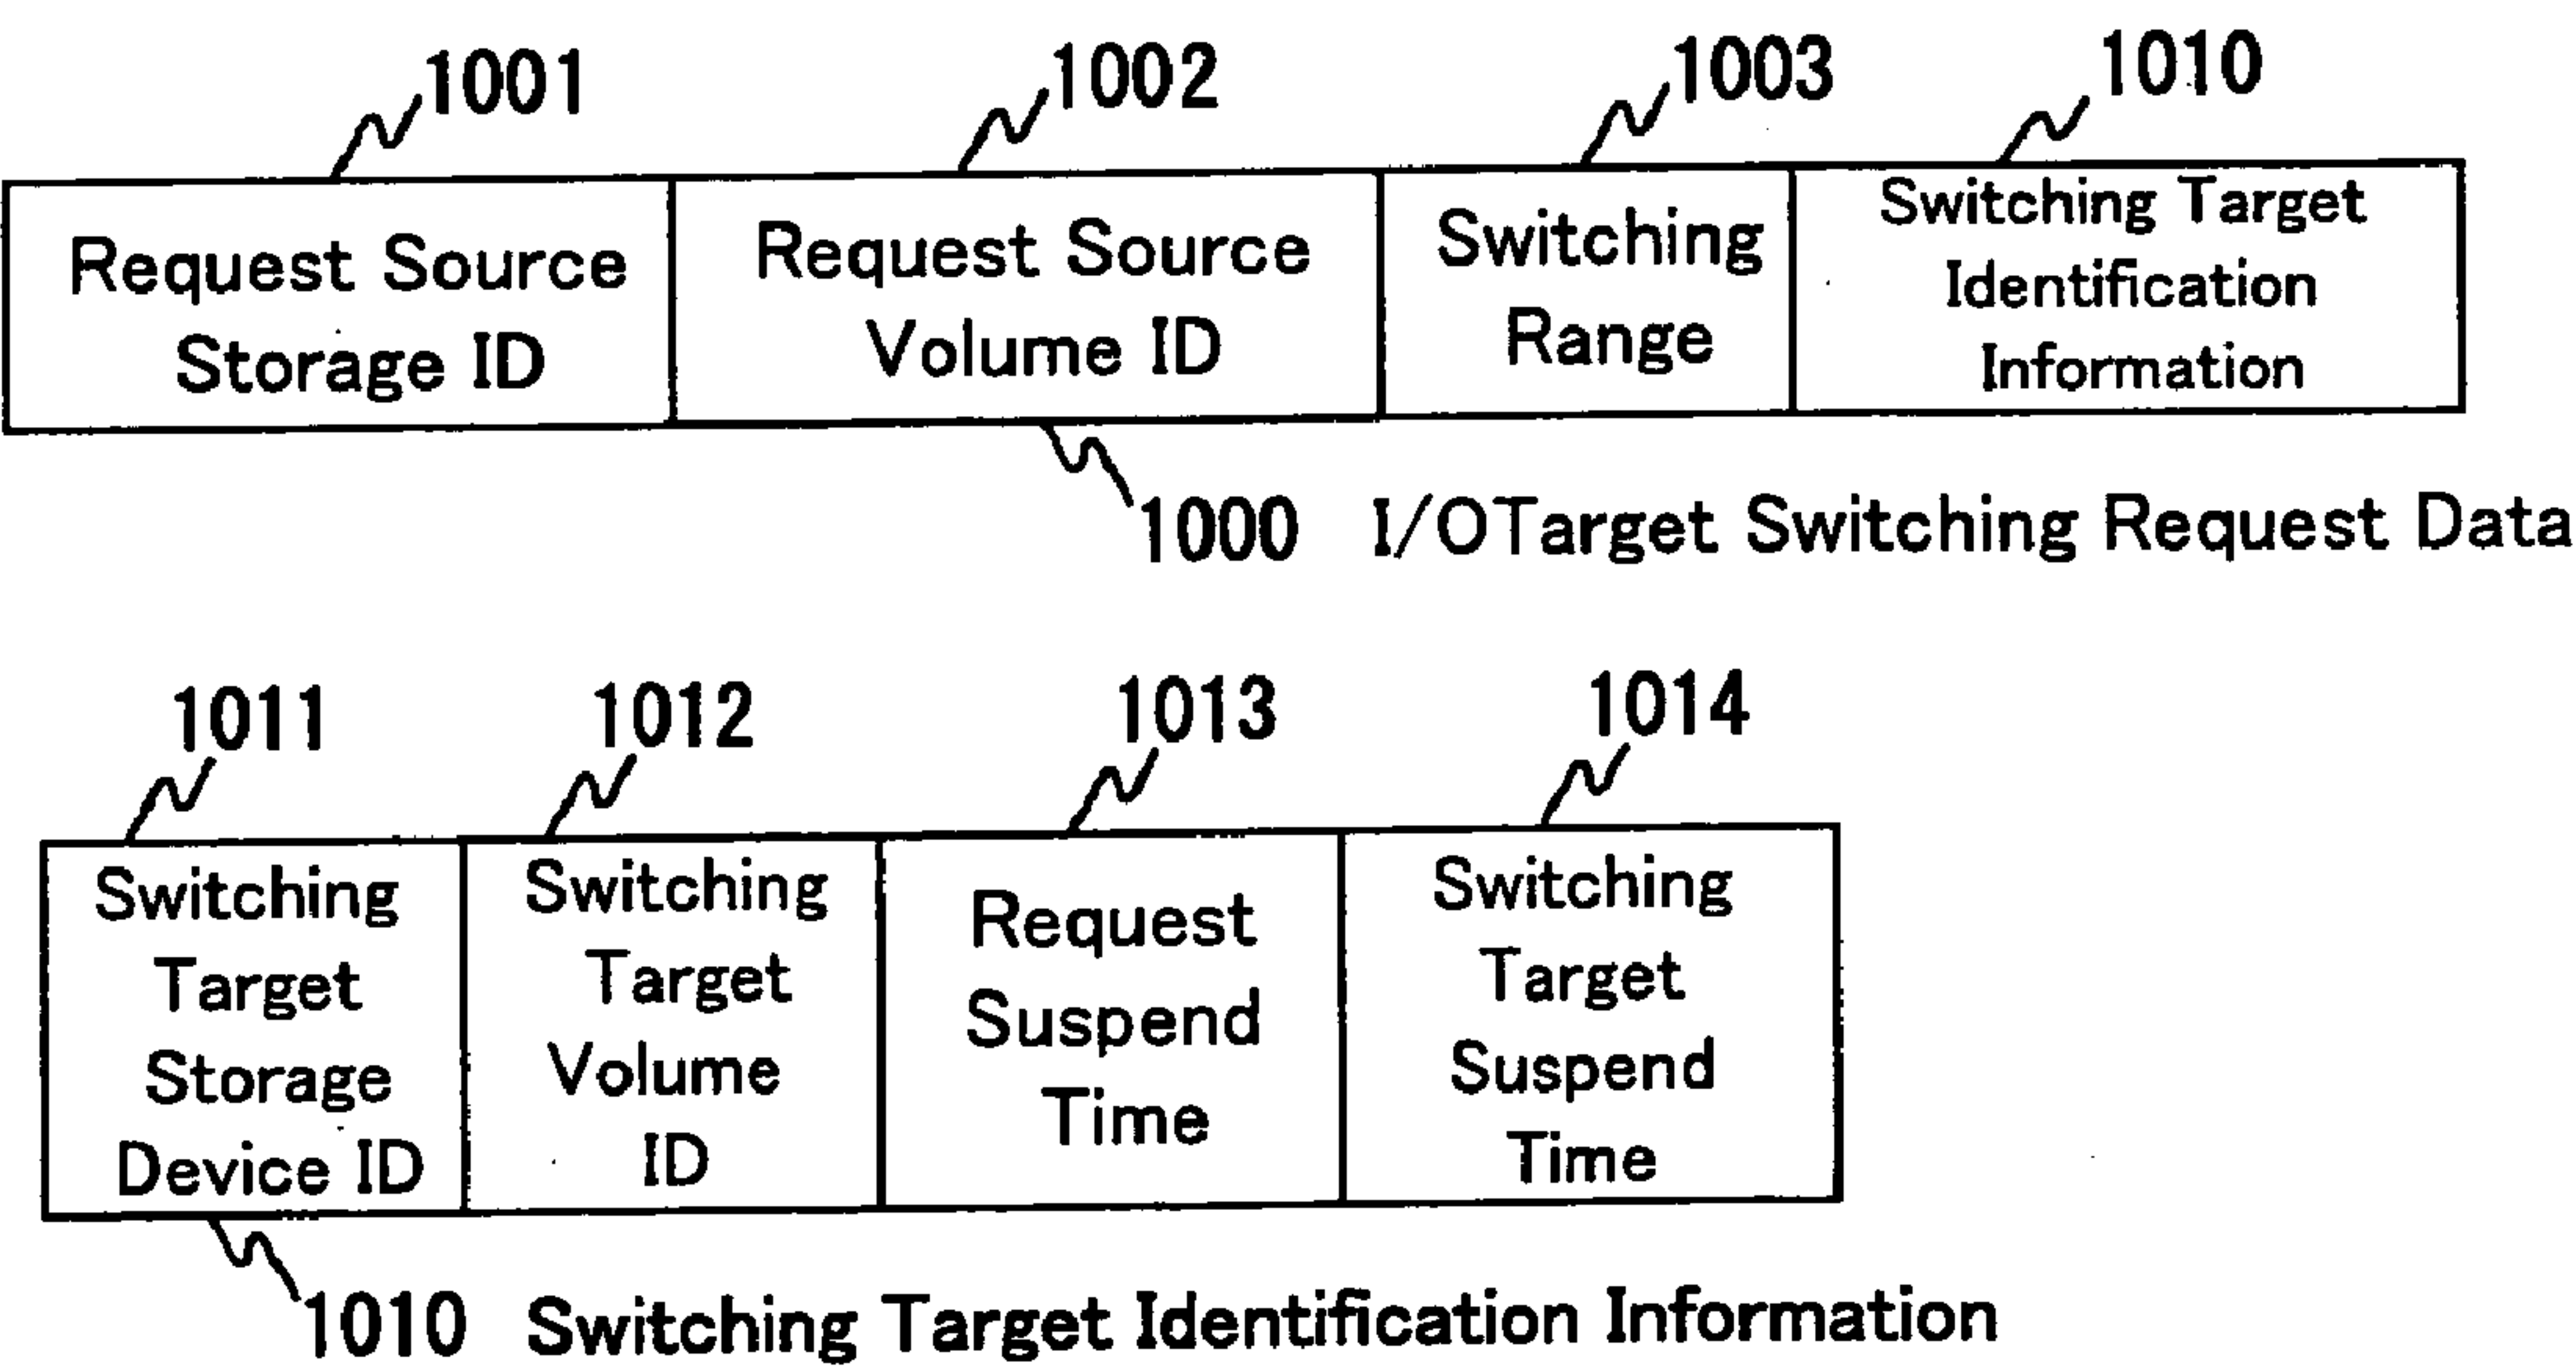 1001
1002
1003
1010
Request Source
Storage ID
Request Source
Volume ID
Switching
Range
Switching Target
Identification
Information
1000 I/OTarget Switching Request Data
1011
1012
1013
1014
Switching
Target
Storage
Device ID
Switching
Target
Volume
ID
Request
Suspend
Time
Switching
Target
Suspend
Time
1010 Switching Target Identification Information